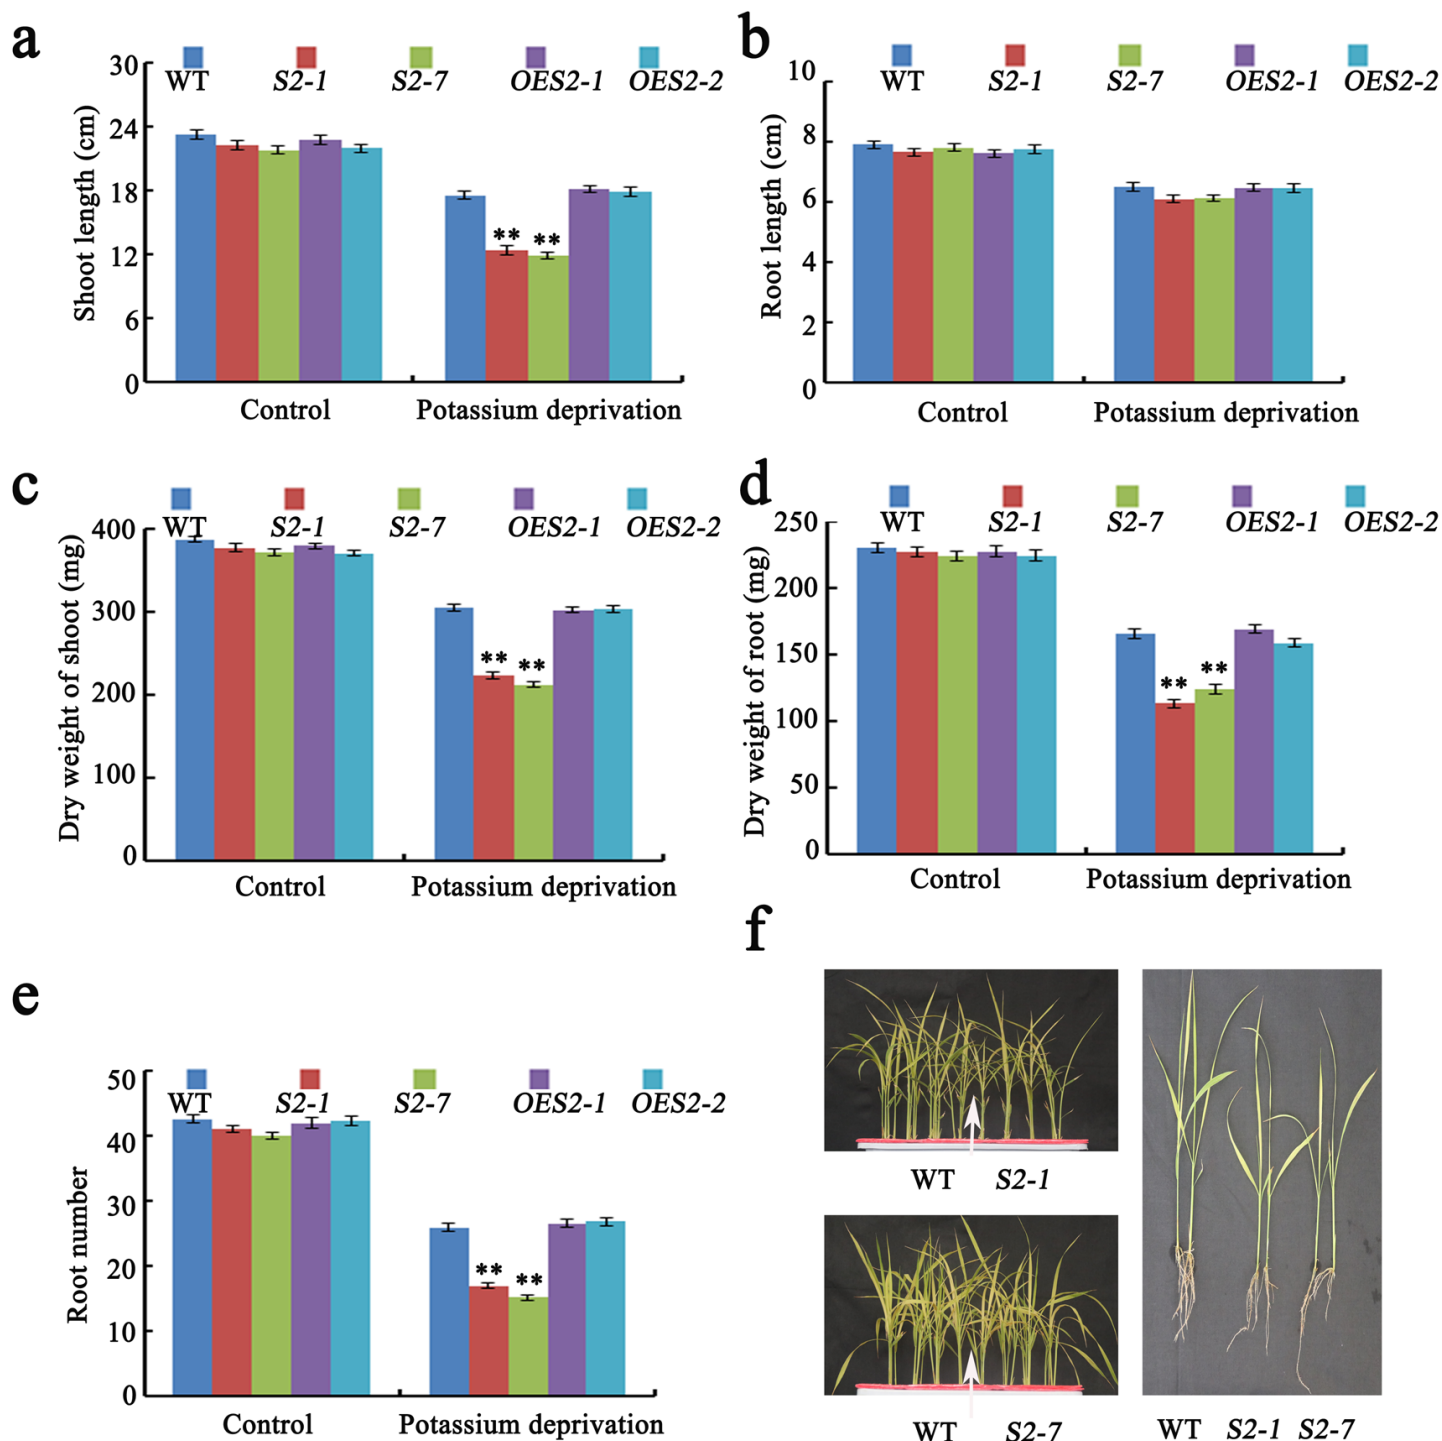 a
WT S2-1 S2-7 OES2-1 OES2-2
30
24
18
12
6
0
Shoot length (cm)
Control Potassium deprivation
** **
b
WT S2-1 S2-7 OES2-1 OES2-2
10
8
6
4
2
0
Root length (cm)
Control Potassium deprivation
c
WT S2-1 S2-7 OES2-1 OES2-2
400
300
200
100
0
Dry weight of shoot (mg)
** **
Control Potassium deprivation
d
WT S2-1 S2-7 OES2-1 OES2-2
250
200
150
100
50
0
Dry weight of root (mg)
** **
Control Potassium deprivation
e
WT S2-1 S2-7 OES2-1 OES2-2
50
40
30
20
10
0
Root number
** **
Control Potassium deprivation
f
WT S2-1
WT S2-7
WT S2-1 S2-7